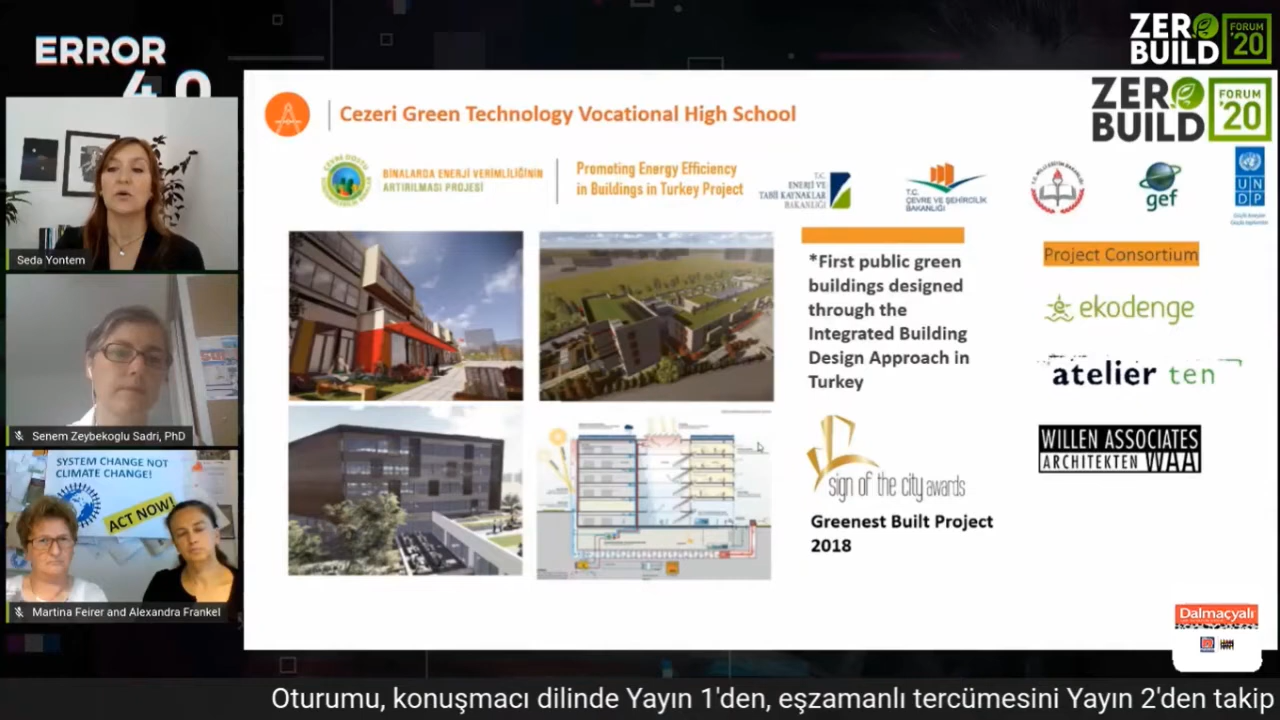 ERROR
4.0
ZERO
BUILD
FORUM
'20
ZERO
BUILD
FORUM
'20
Cezeri Green Technology Vocational High School
BİNALARDA ENERJİ VERİMLİLİĞİNİN
ARTIRILMASI PROJESİ
Promoting Energy Efficiency
in Buildings in Turkey Project
T.C.
ENERJİ VE
TABİİ KAYNAKLAR
BAKANLIĞI
T.C.
ÇEVRE VE ŞEHİRCİLİK
BAKANLIĞI
gef
U N
D P
*First public green
buildings designed
through the
Integrated Building
Design Approach in
Turkey
Project Consortium
ekodenge
atelier ten
WILLEN ASSOCIATES
ARCHITEKTEN WAA
sign of the city awards
Greenest Built Project
2018
Seda Yontem
Senem Zeybekoglu Sadri, PhD
SYSTEM CHANGE NOT
CLIMATE CHANGE!
ACT NOW!
Martina Feirer and Alexandra Frankel
Dalmaçyalı
Oturumu, konuşmacı dilinde Yayın 1'den, eşzamanlı tercümesini Yayın 2'den takip